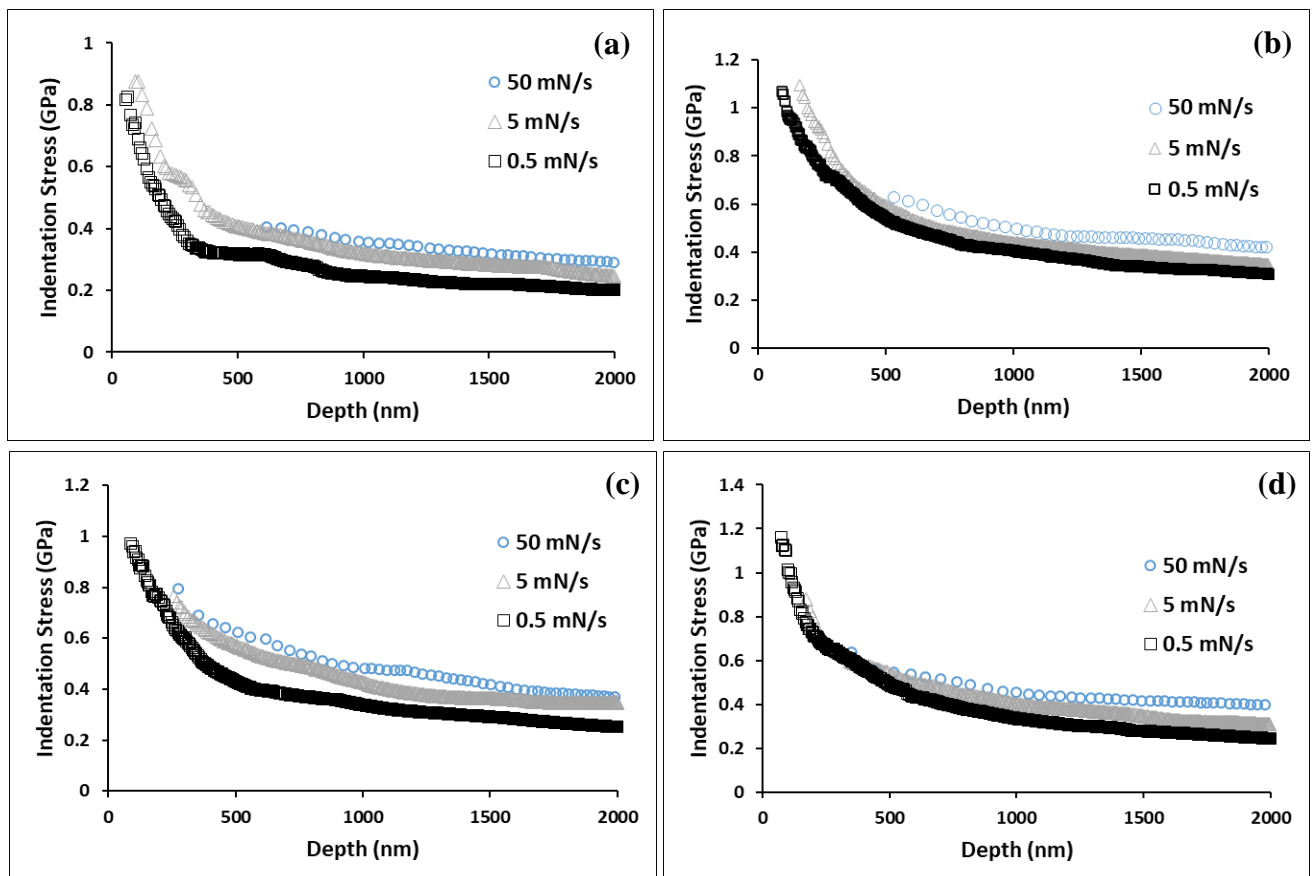 (a)
Indentation Stress (GPa)
1
0.8
0.6
0.4
0.2
0
50 mN/s
5 mN/s
0.5 mN/s
0 500 1000 1500 2000
Depth (nm)
(b)
Indentation Stress (GPa)
1.2
1
0.8
0.6
0.4
0.2
0
50 mN/s
5 mN/s
0.5 mN/s
0 500 1000 1500 2000
Depth (nm)
(c)
Indentation Stress (GPa)
1.2
1
0.8
0.6
0.4
0.2
0
50 mN/s
5 mN/s
0.5 mN/s
0 500 1000 1500 2000
Depth (nm)
(d)
Indentation Stress (GPa)
1.4
1.2
1
0.8
0.6
0.4
0.2
0
50 mN/s
5 mN/s
0.5 mN/s
0 500 1000 1500 2000
Depth (nm)